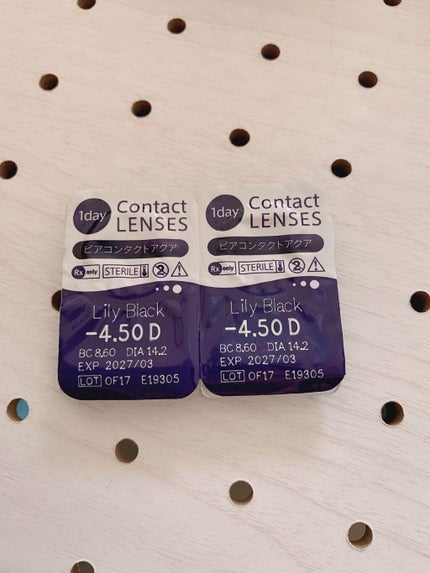 1day Contact LENSES
ピアコンタクトアクア
Rx only STERILE 2
Lily Black
-4.50 D
BC 8.60 DIA 14.2
EXP 2027/03
LOT 0F17 E19305
1day Contact LENSES
ピアコンタクトアクア
Rx only STERILE 2
Lily Black
-4.50 D
BC 8.60 DIA 14.2
EXP 2027/03
LOT 0F17 E19305